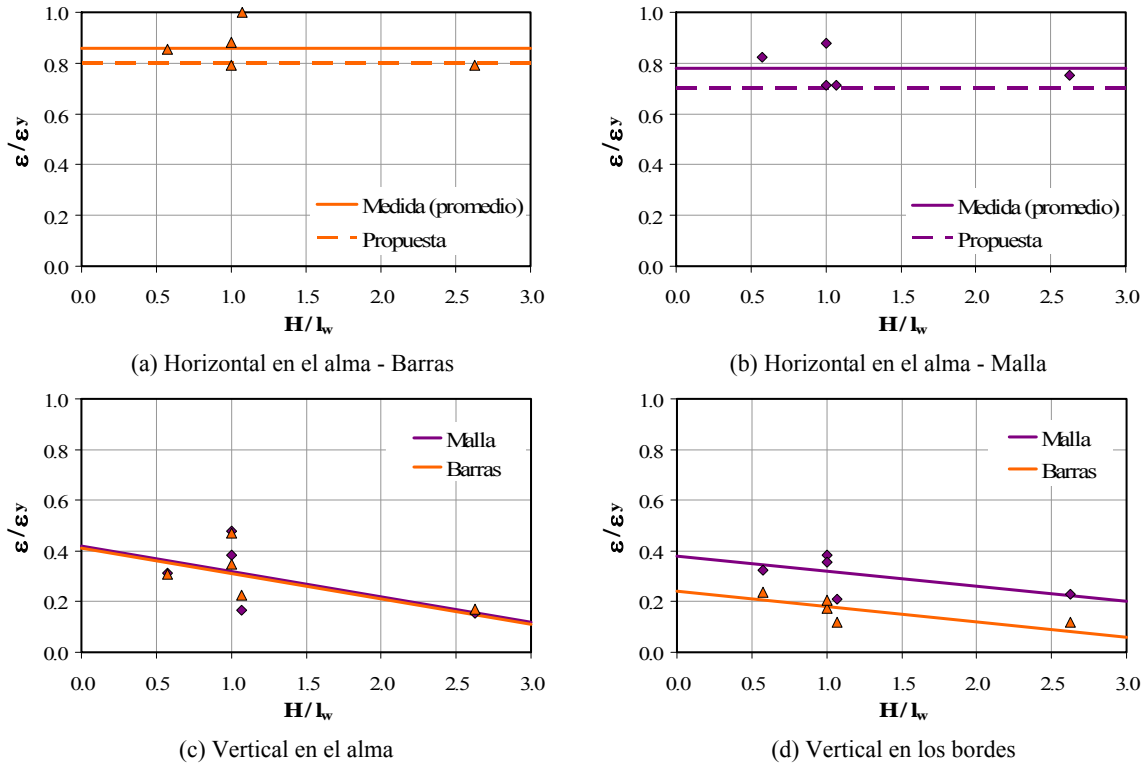 1.0
0.8
0.6
0.4
0.2
0.0
ε/εy
Medida (promedio)
Propuesta
0.0 0.5 1.0 1.5 2.0 2.5 3.0
H/lw
(a) Horizontal en el alma - Barras
1.0
0.8
0.6
0.4
0.2
0.0
ε/εy
Medida (promedio)
Propuesta
0.0 0.5 1.0 1.5 2.0 2.5 3.0
H/lw
(b) Horizontal en el alma - Malla
1.0
0.8
0.6
0.4
0.2
0.0
ε/εy
Malla
Barras
0.0 0.5 1.0 1.5 2.0 2.5 3.0
H/lw
(c) Vertical en el alma
1.0
0.8
0.6
0.4
0.2
0.0
ε/εy
Malla
Barras
0.0 0.5 1.0 1.5 2.0 2.5 3.0
H/lw
(d) Vertical en los bordes